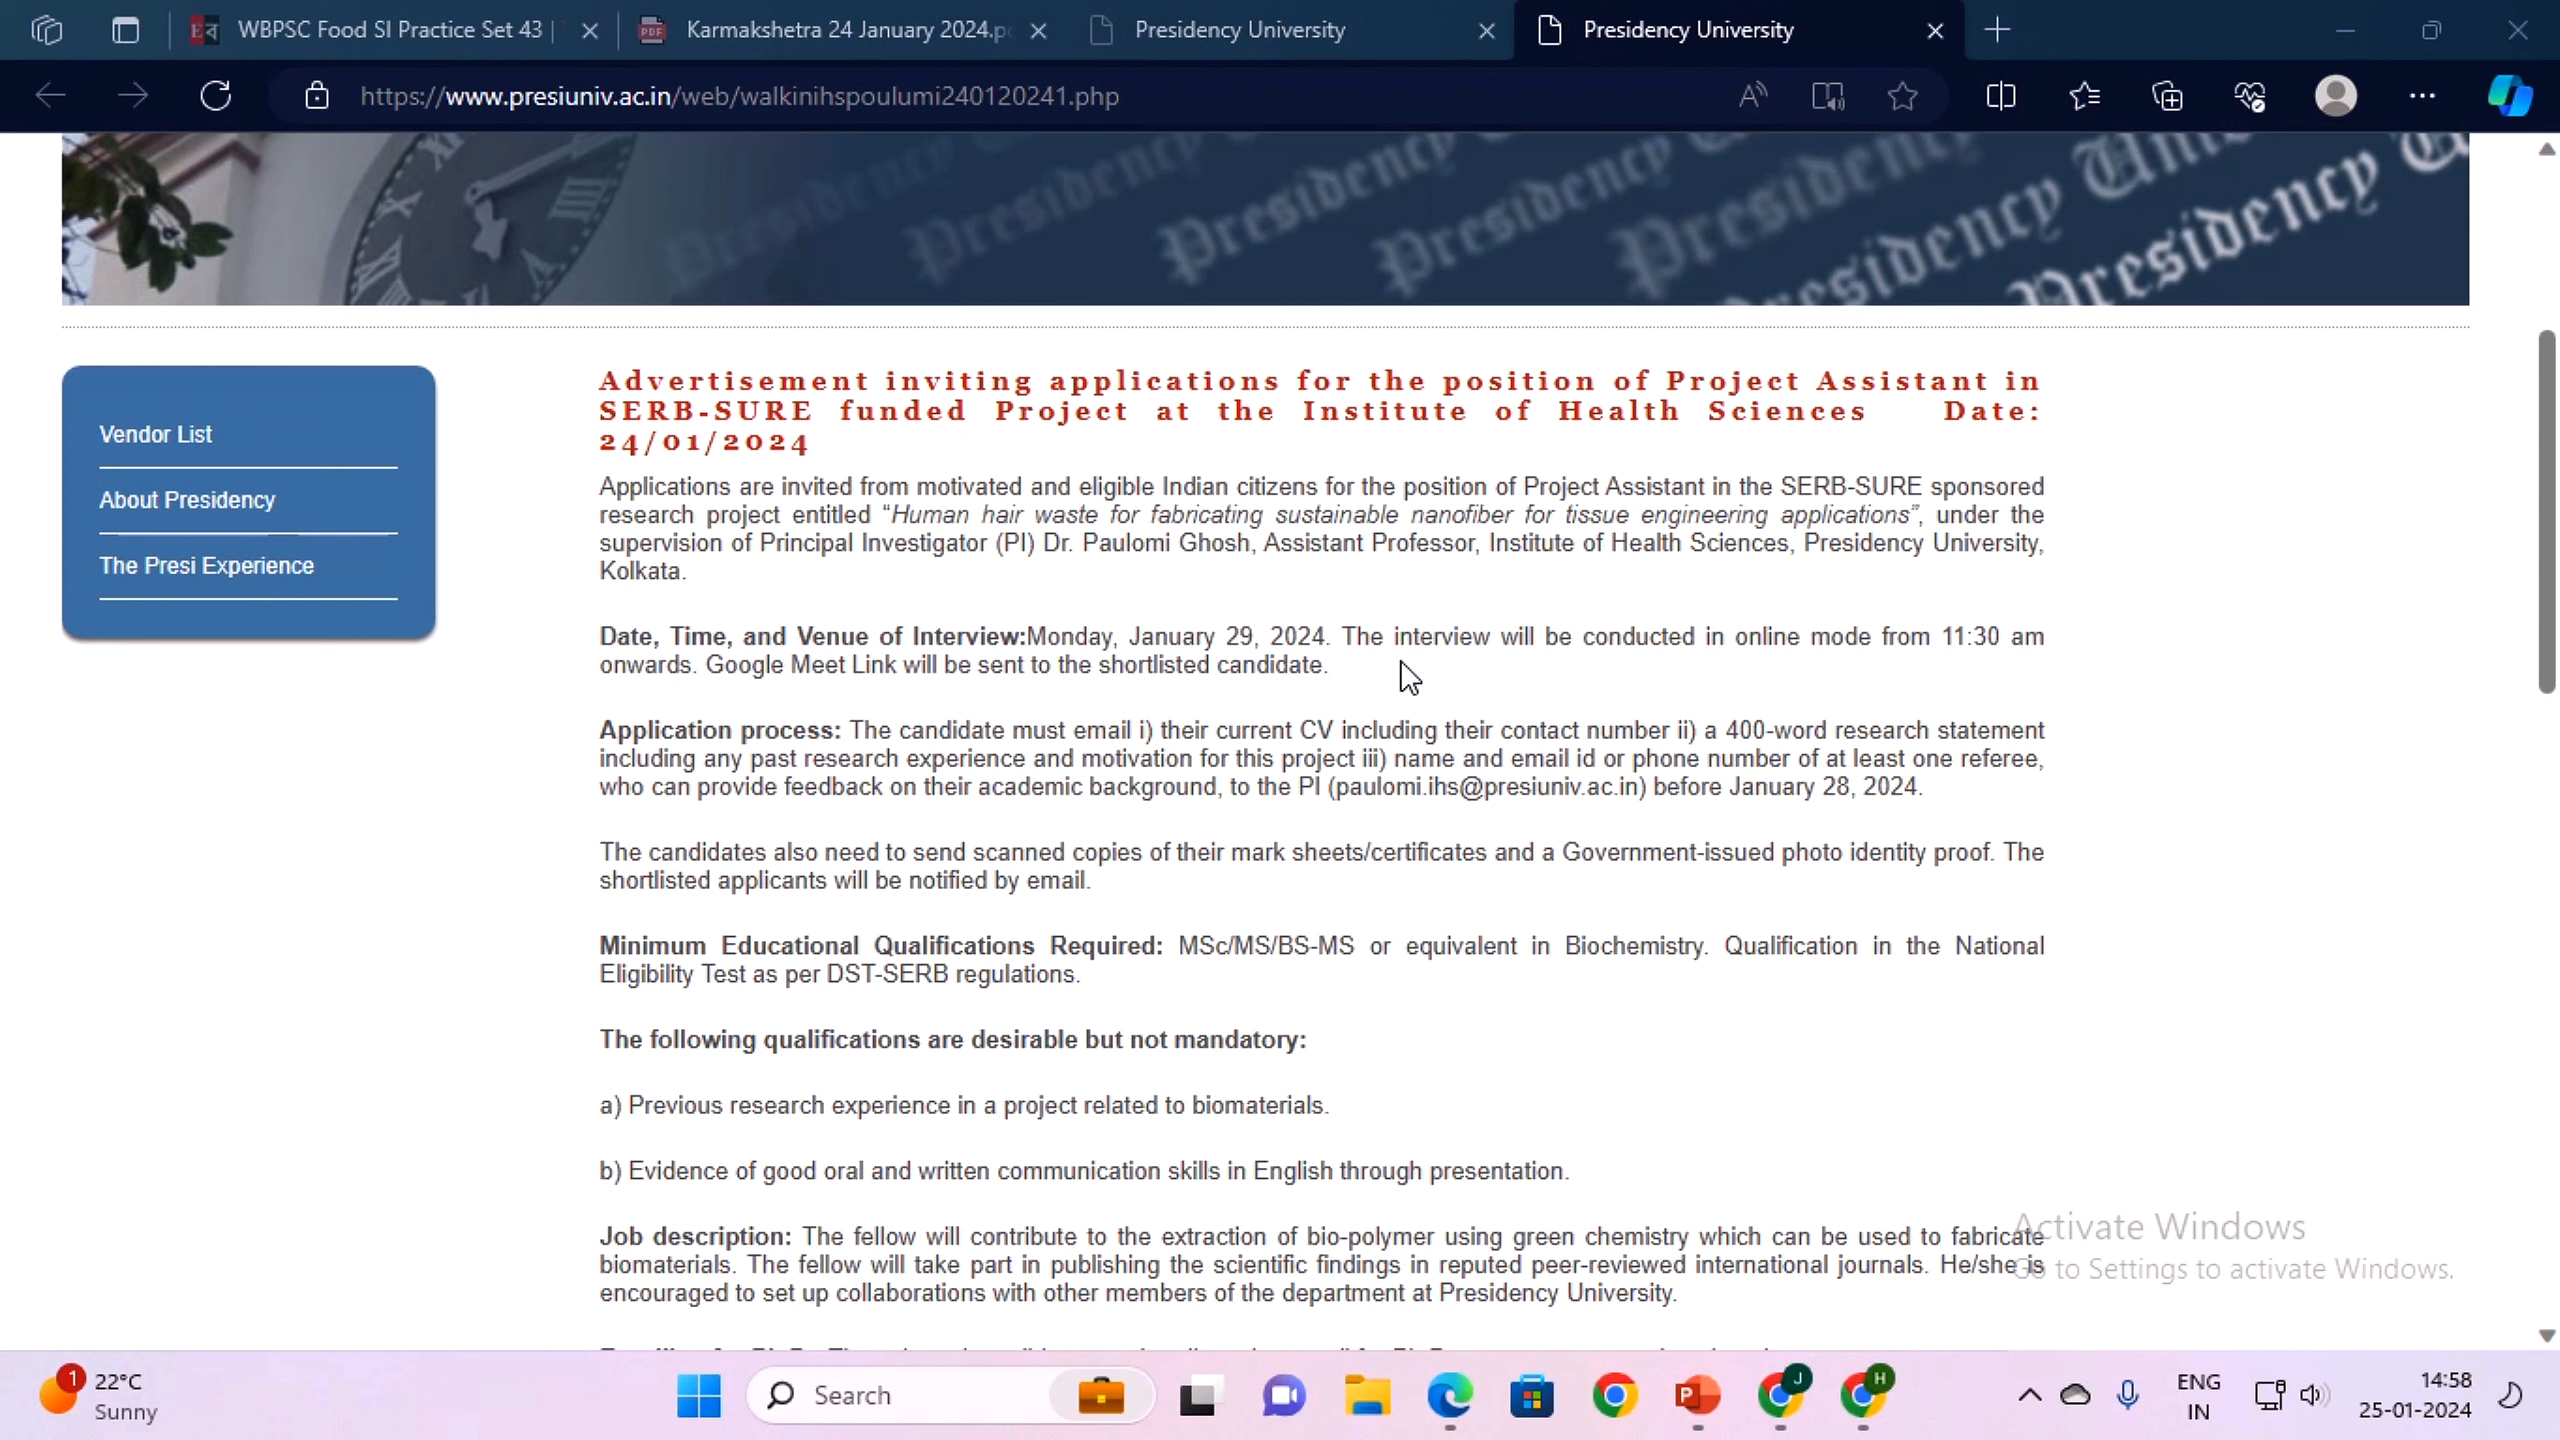 WBPSC Food SI Practice Set 43 |
Karmakshetra 24 January 2024.p
Presidency University
Presidency University
https://www.presiuniv.ac.in/web/walkinihspoulumi240120241.php
Presidency
Presidency
Presidency
Presidency
Presidency
Vendor List
About Presidency
The Presi Experience
Advertisement inviting applications for the position of Project Assistant in
SERB-SURE funded Project at the Institute of Health Sciences Date:
24/01/2024
Applications are invited from motivated and eligible Indian citizens for the position of Project Assistant in the SERB-SURE sponsored
research project entitled “Human hair waste for fabricating sustainable nanofiber for tissue engineering applications”, under the
supervision of Principal Investigator (PI) Dr. Paulomi Ghosh, Assistant Professor, Institute of Health Sciences, Presidency University,
Kolkata.
Date, Time, and Venue of Interview:Monday, January 29, 2024. The interview will be conducted in online mode from 11:30 am
onwards. Google Meet Link will be sent to the shortlisted candidate.
Application process: The candidate must email i) their current CV including their contact number ii) a 400-word research statement
including any past research experience and motivation for this project iii) name and email id or phone number of at least one referee,
who can provide feedback on their academic background, to the PI (paulomi.ihs@presiuniv.ac.in) before January 28, 2024.
The candidates also need to send scanned copies of their mark sheets/certificates and a Government-issued photo identity proof. The
shortlisted applicants will be notified by email.
Minimum Educational Qualifications Required: MSc/MS/BS-MS or equivalent in Biochemistry. Qualification in the National
Eligibility Test as per DST-SERB regulations.
The following qualifications are desirable but not mandatory:
a) Previous research experience in a project related to biomaterials.
b) Evidence of good oral and written communication skills in English through presentation.
Job description: The fellow will contribute to the extraction of bio-polymer using green chemistry which can be used to fabricate
biomaterials. The fellow will take part in publishing the scientific findings in reputed peer-reviewed international journals. He/she is
encouraged to set up collaborations with other members of the department at Presidency University.
Activate Windows
Go to Settings to activate Windows.
1
22°C
Sunny
Search
J
H
ENG
IN
14:58
25-01-2024